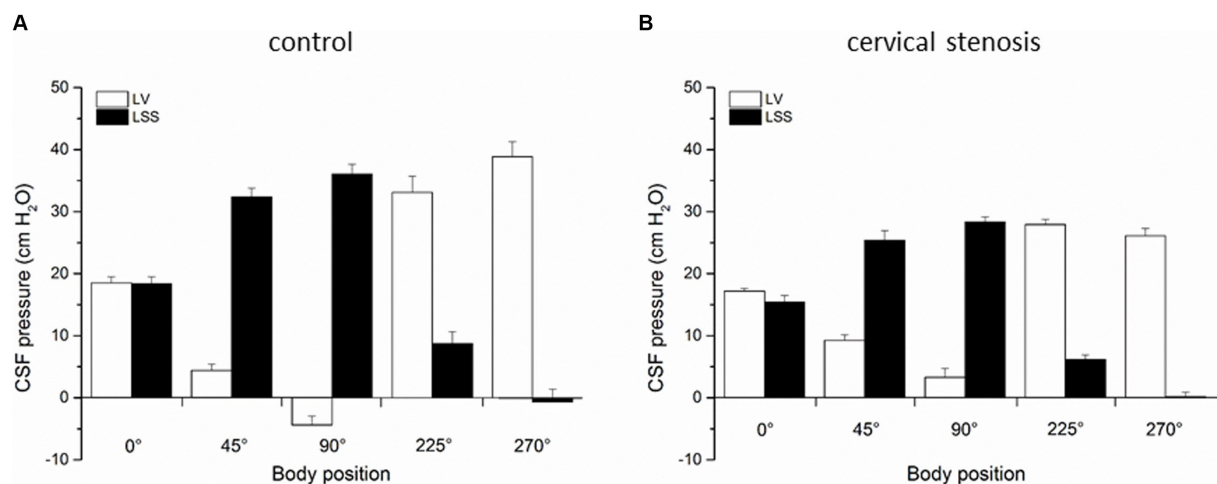 A
control
50
40
30
20
10
0
-10
CSF pressure (cm H₂O)
LV
LSS
0° 45° 90° 225° 270°
Body position
B
cervical stenosis
50
40
30
20
10
0
-10
CSF pressure (cm H₂O)
LV
LSS
0° 45° 90° 225° 270°
Body position